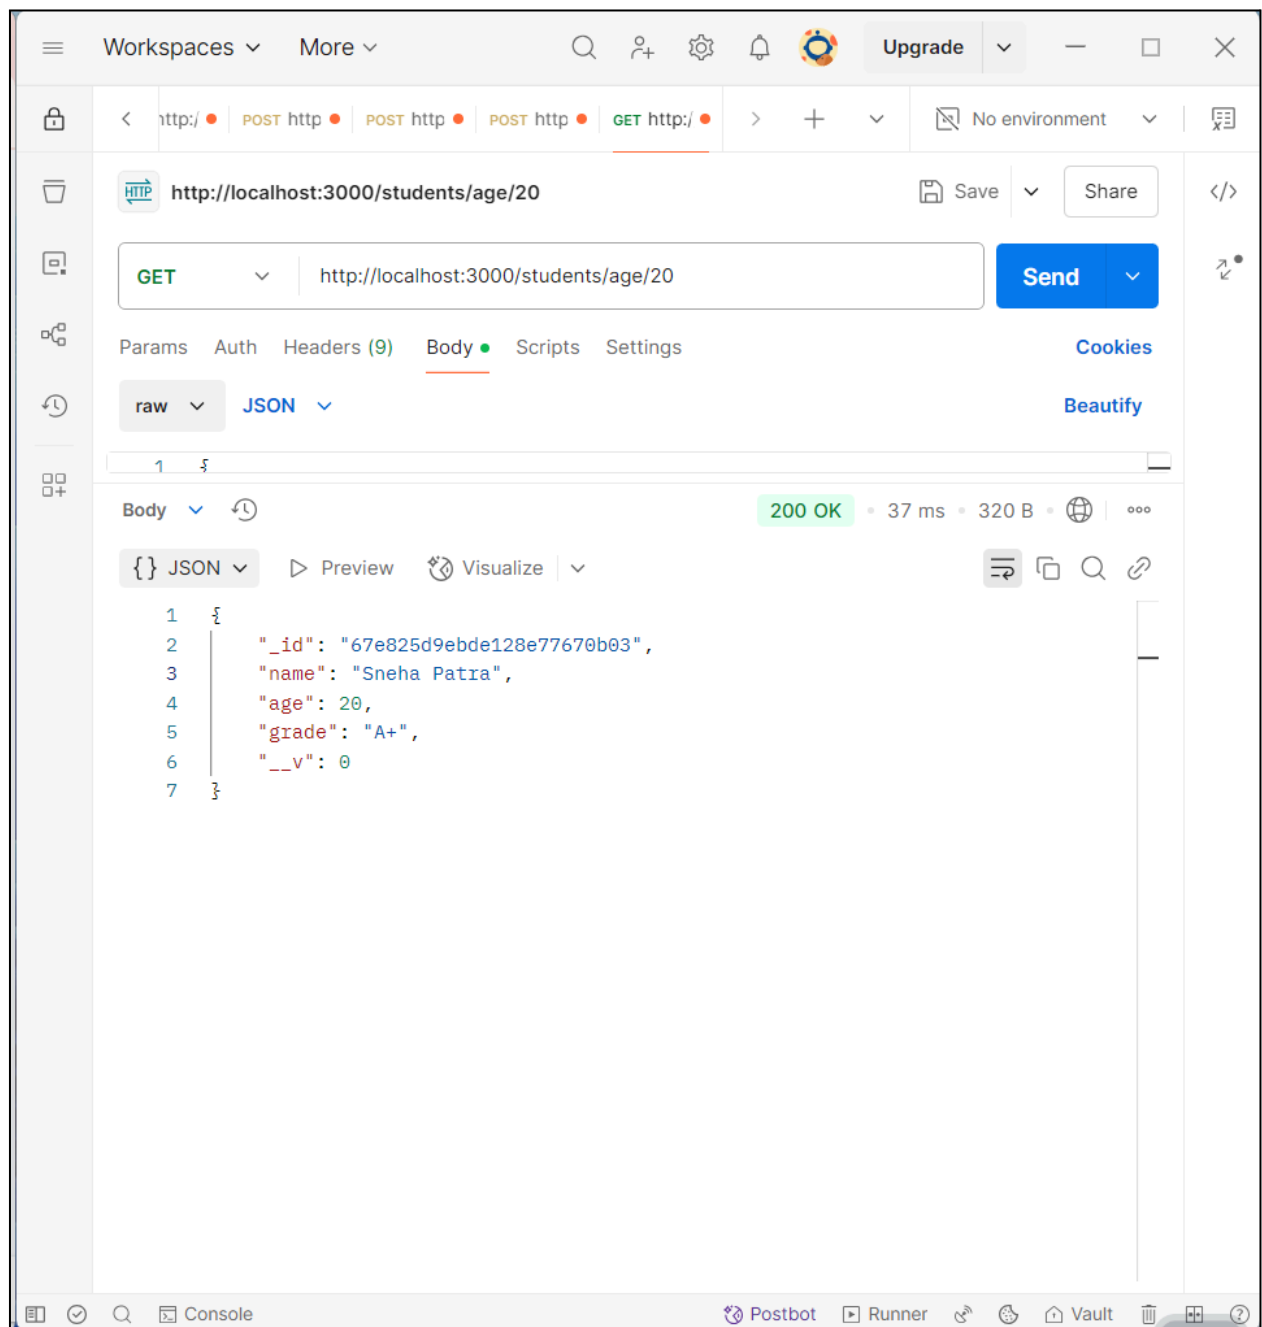 Workspaces More Upgrade
http:/ POST http POST http POST http GET http:/ No environment
HTTP http://localhost:3000/students/age/20 Save Share
GET http://localhost:3000/students/age/20 Send
Params Auth Headers (9) Body Scripts Settings Cookies
raw JSON Beautify
1 {
Body 200 OK 37 ms 320 B
{} JSON Preview Visualize
1 {
2 "_id": "67e825d9ebde128e77670b03",
3 "name": "Sneha Patra",
4 "age": 20,
5 "grade": "A+",
6 "__v": 0
7 }
Console Postbot Runner Vault